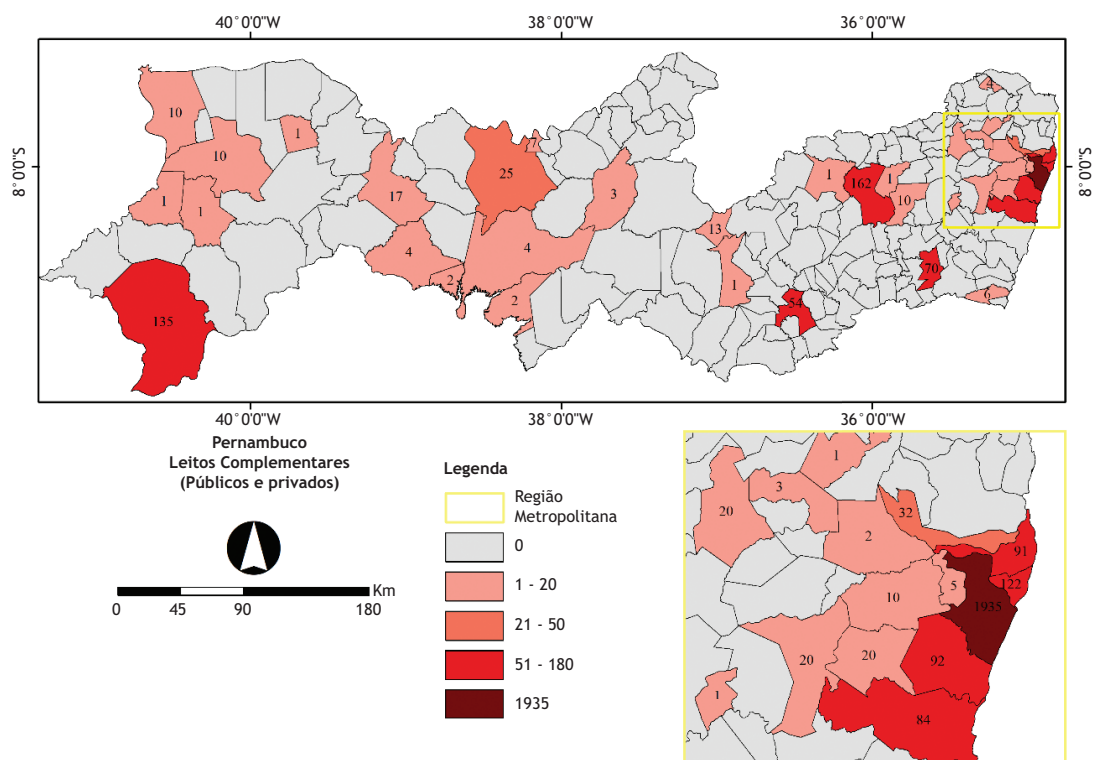 40°0'0"W
38°0'0"W
36°0'0"W
8°0'0"S
8°0'0"S
10
10
1
1
1
135
17
25
7
4
2
4
2
3
13
1
1
162
1
10
54
70
6
4
40°0'0"W
38°0'0"W
36°0'0"W
Pernambuco
Leitos Complementares
(Públicos e privados)
0 45 90 180 Km
Legenda
Região
Metropolitana
0
1 - 20
21 - 50
51 - 180
1935
1
3
20
32
2
91
122
5
1935
10
20
20
92
1
84